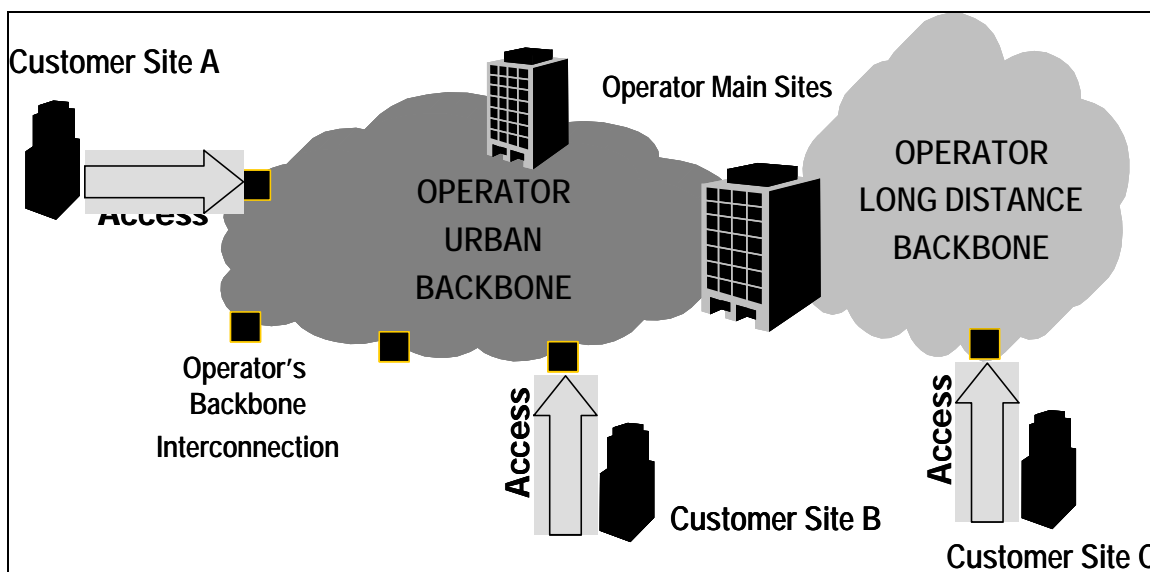 Customer Site A
Operator Main Sites
Access
OPERATOR
URBAN
BACKBONE
OPERATOR
LONG DISTANCE
BACKBONE
Operator's
Backbone
Interconnection
Access
Customer Site B
Access
Customer Site C